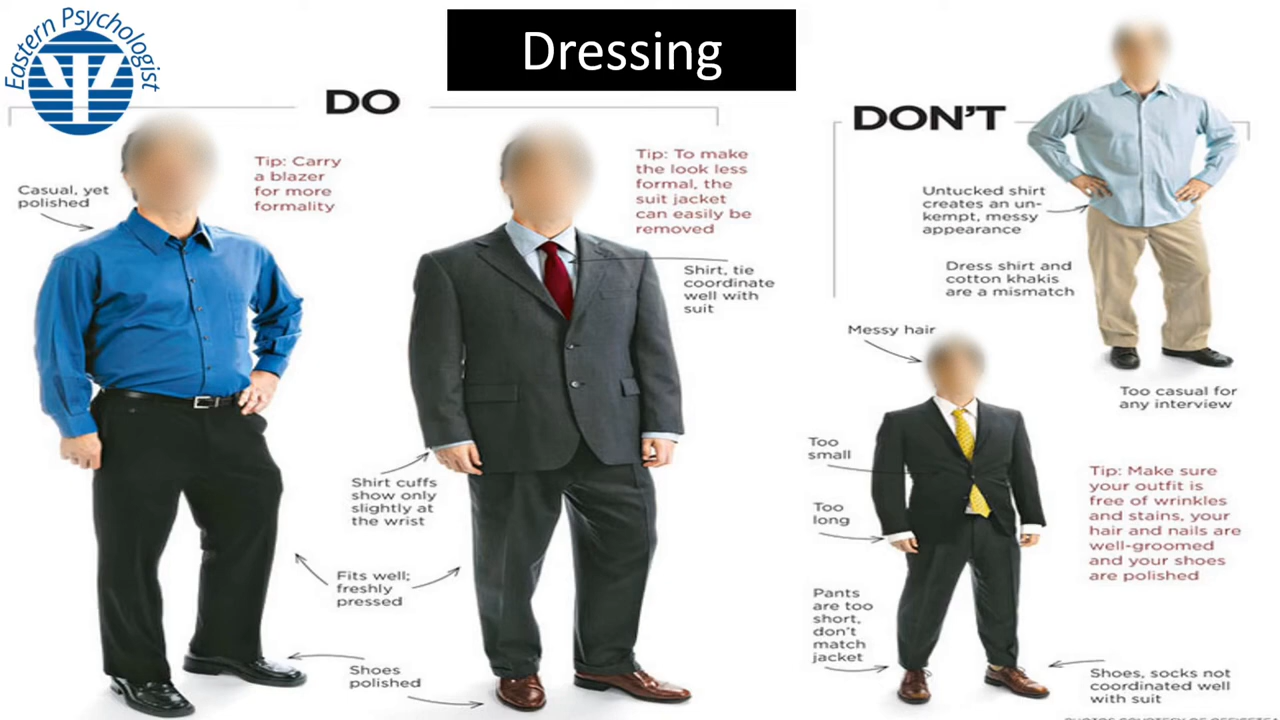 Eastern Psychologist
Dressing
DO
Casual, yet
polished
Tip: Carry
a blazer
for more
formality
Tip: To make
the look less
formal, the
suit jacket
can easily be
removed
Shirt, tie
coordinate
well with
suit
Shirt cuffs
show only
slightly at
the wrist
Fits well;
freshly
pressed
Shoes
polished
DON'T
Untucked shirt
creates an un-
kempt, messy
appearance
Dress shirt and
cotton khakis
are a mismatch
Too casual for
any interview
Messy hair
Too
small
Too
long
Pants
are too
short,
don't
match
jacket
Tip: Make sure
your outfit is
free of wrinkles
and stains, your
hair and nails are
well-groomed
and your shoes
are polished
Shoes, socks not
coordinated well
with suit
PHOTOS COURTESY OF